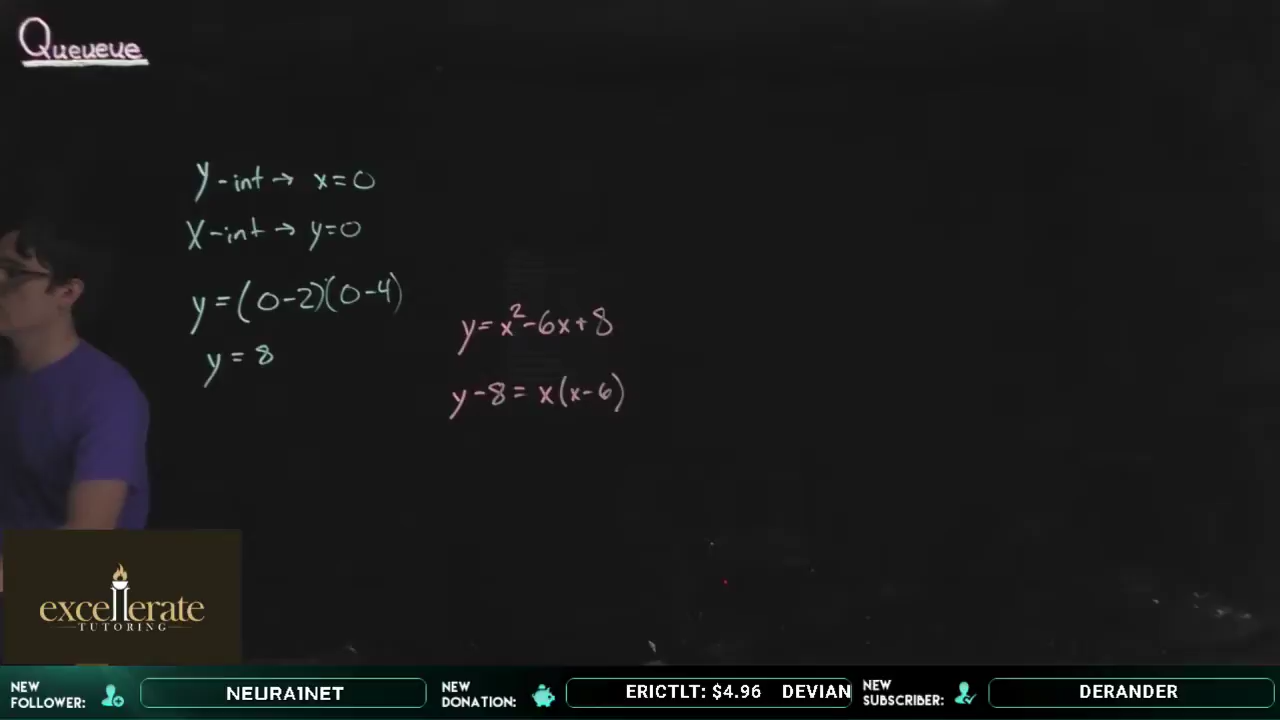 Queueue
y-int → x=0
x-int → y=0
y=(0-2)(0-4)
y = 8
y=x²-6x+8
y-8= x(x-6)
excellerate
TUTORING
NEW FOLLOWER:
NEURA1NET
NEW DONATION:
ERICTLT: $4.96 DEVIAN
NEW SUBSCRIBER:
DERANDER